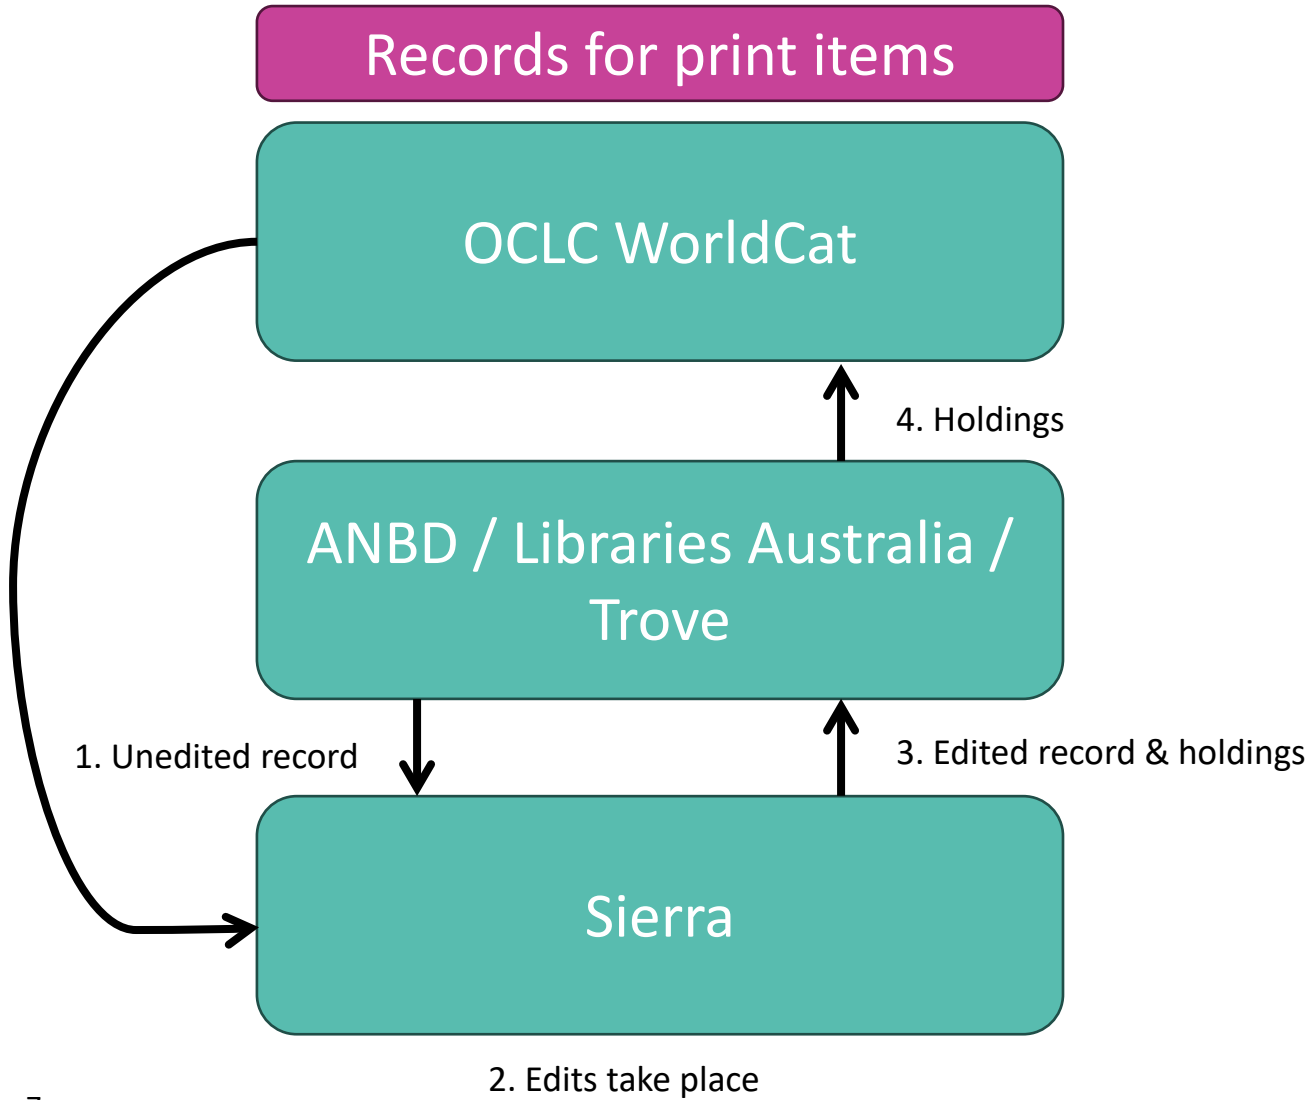 Records for print items
OCLC WorldCat
4. Holdings
ANBD / Libraries Australia /
Trove
1. Unedited record
3. Edited record & holdings
Sierra
2. Edits take place